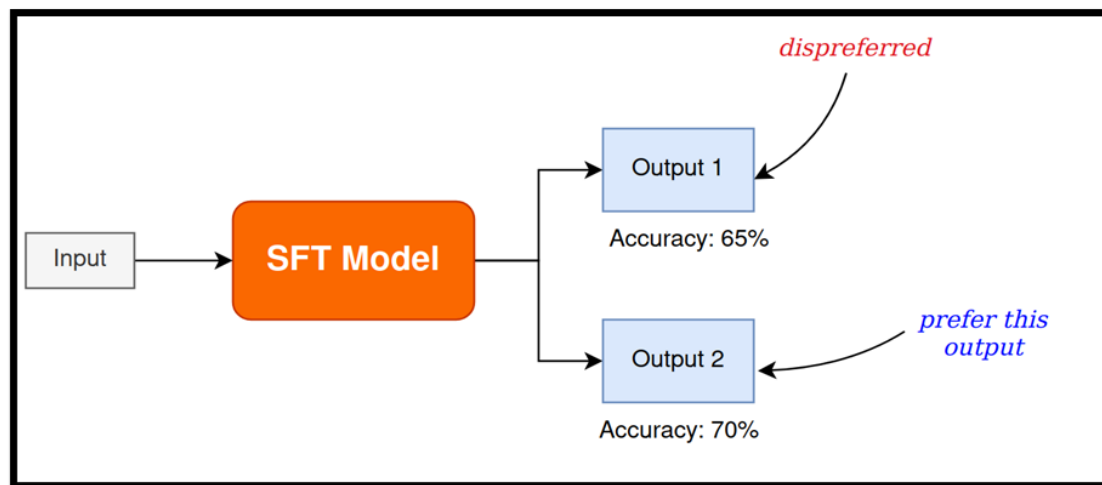 dispreferred
Output 1
Accuracy: 65%
Input
SFT Model
prefer this
output
Output 2
Accuracy: 70%